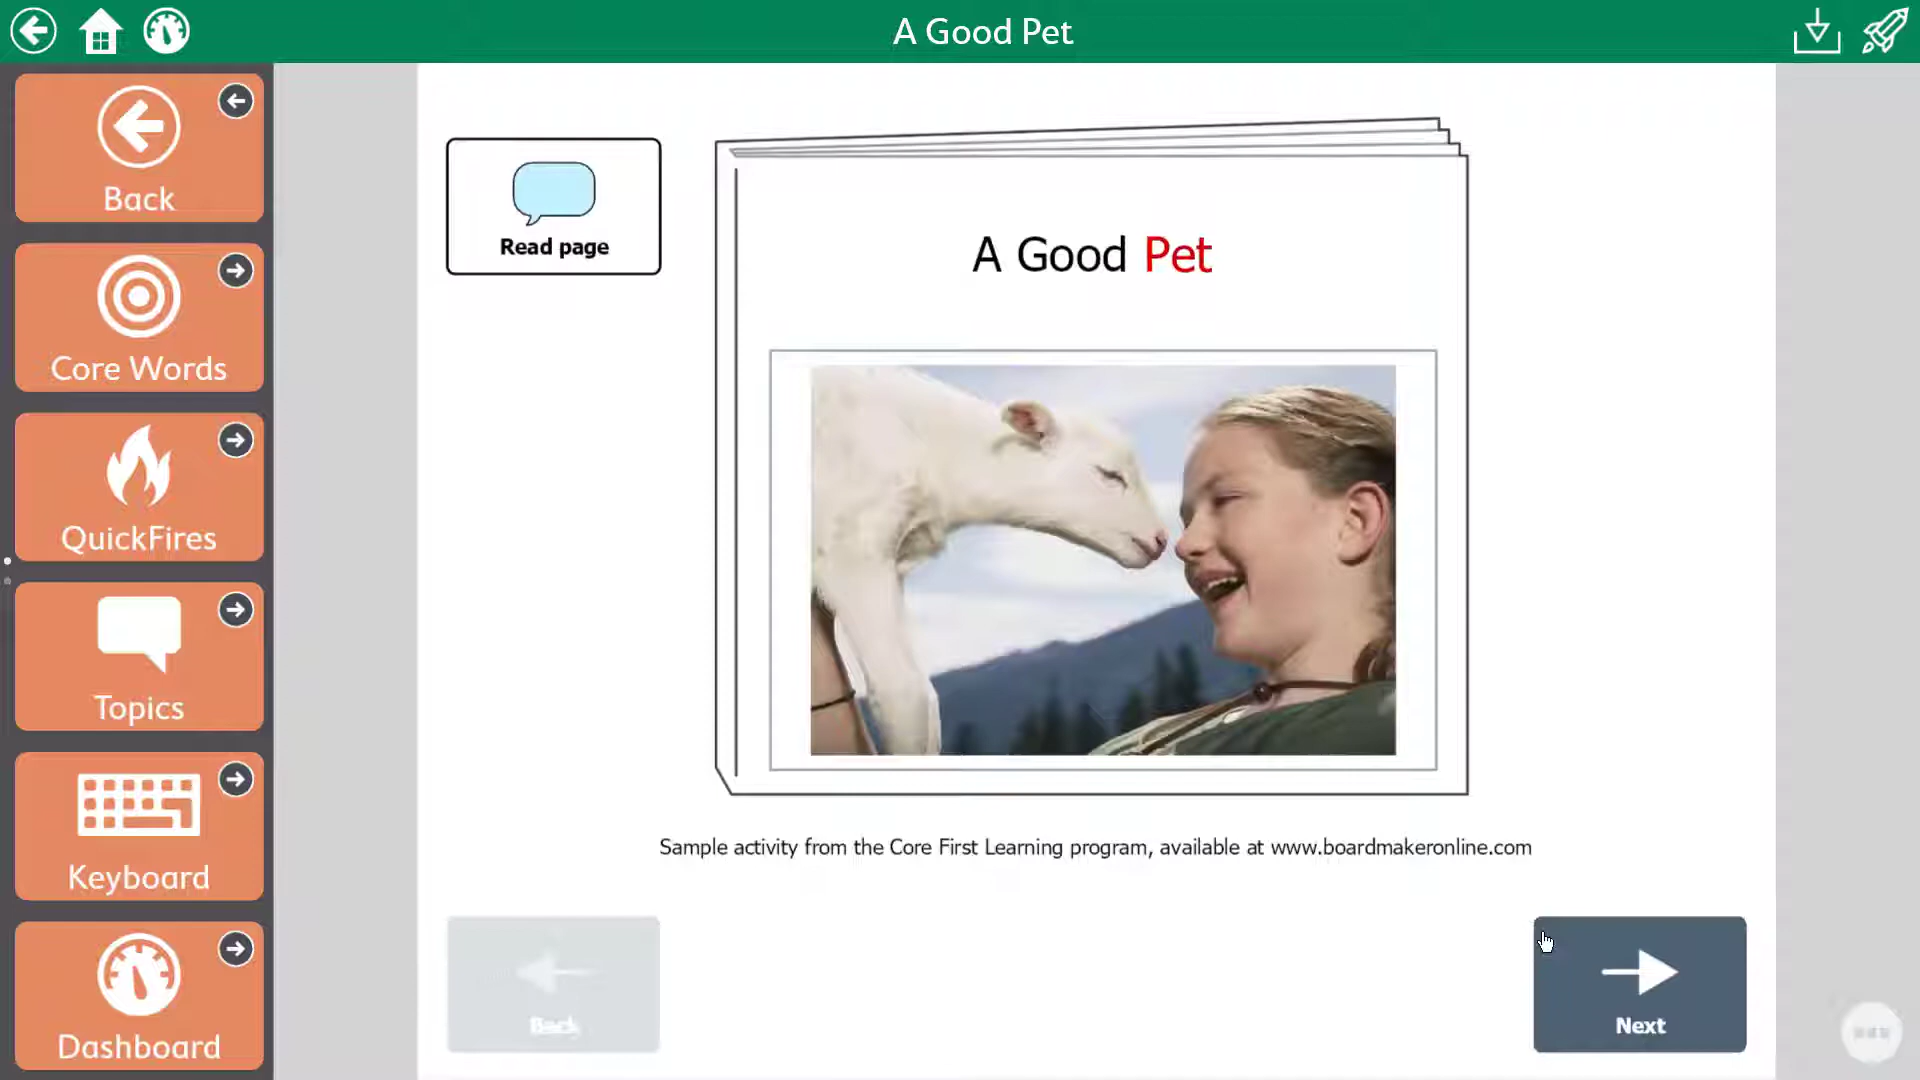 A Good Pet
Back
Core Words
QuickFires
Topics
Keyboard
Dashboard
Read page
A Good Pet
Sample activity from the Core First Learning program, available at www.boardmakeronline.com
Back
Next